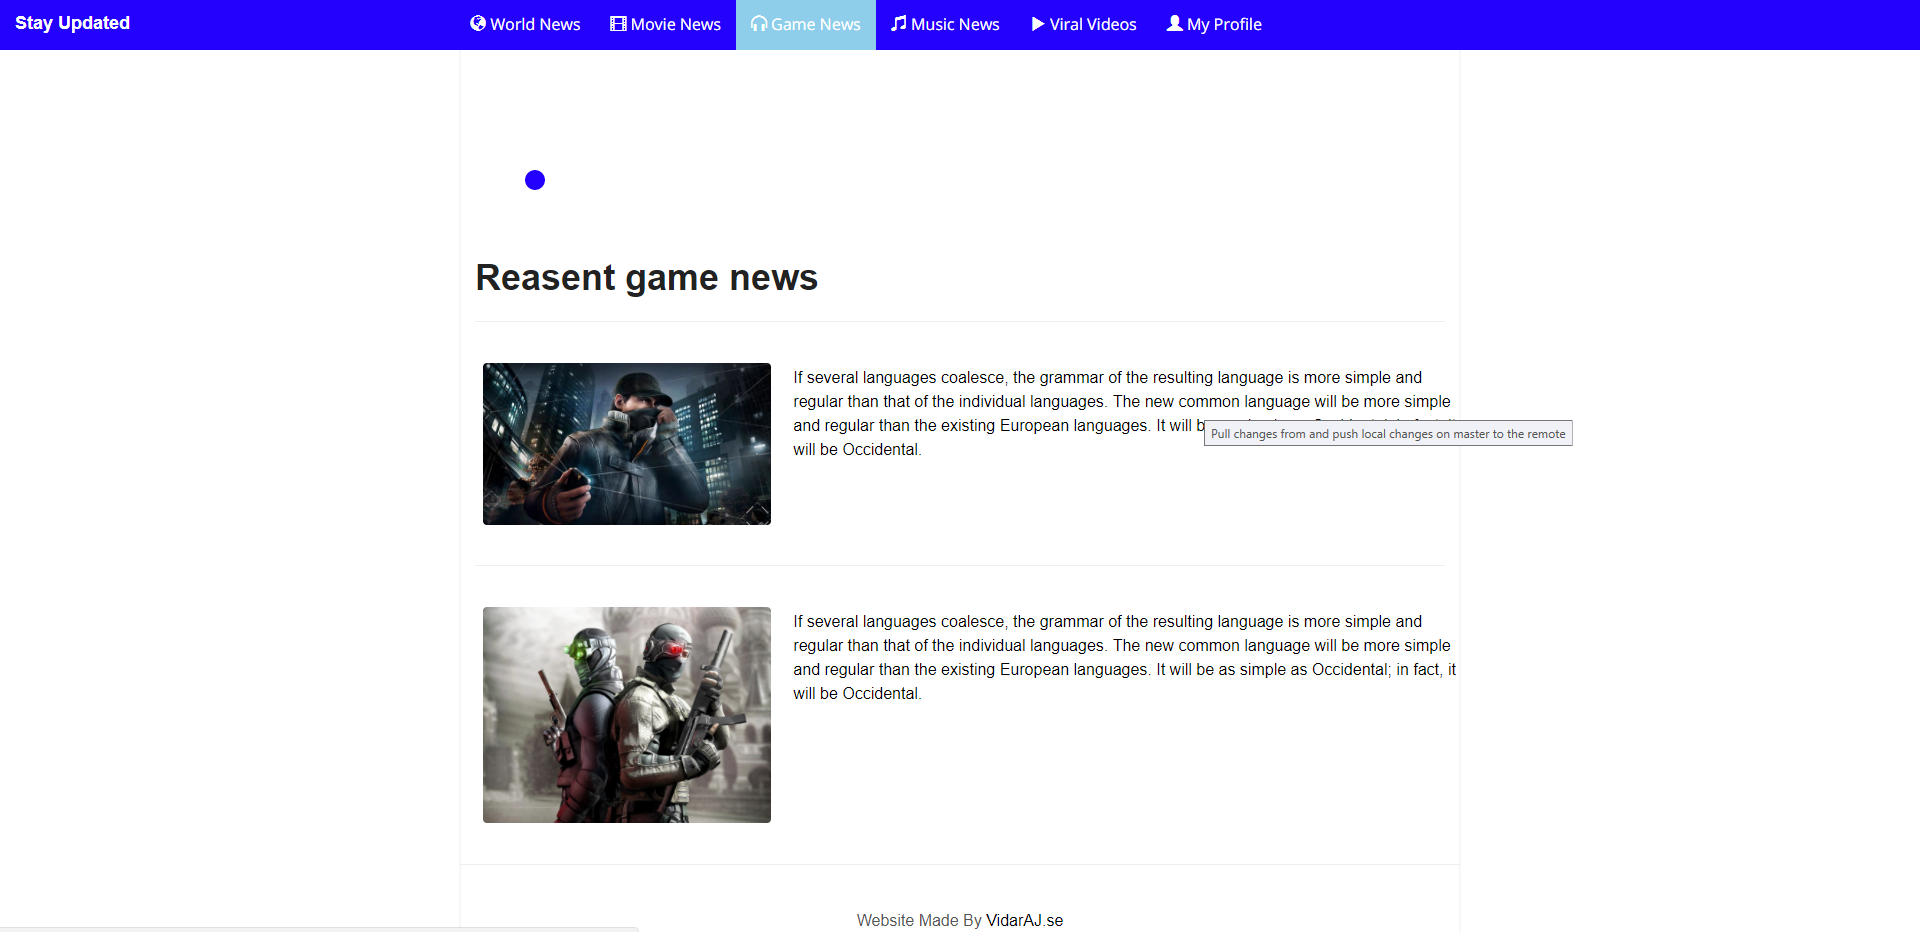 Stay Updated
World News
Movie News
Game News
Music News
Viral Videos
My Profile
Reasent game news
If several languages coalesce, the grammar of the resulting language is more simple and
regular than that of the individual languages. The new common language will be more simple
and regular than the existing European languages. It will b
will be Occidental.
Pull changes from and push local changes on master to the remote
If several languages coalesce, the grammar of the resulting language is more simple and
regular than that of the individual languages. The new common language will be more simple
and regular than the existing European languages. It will be as simple as Occidental; in fact, it
will be Occidental.
Website Made By VidarAJ.se